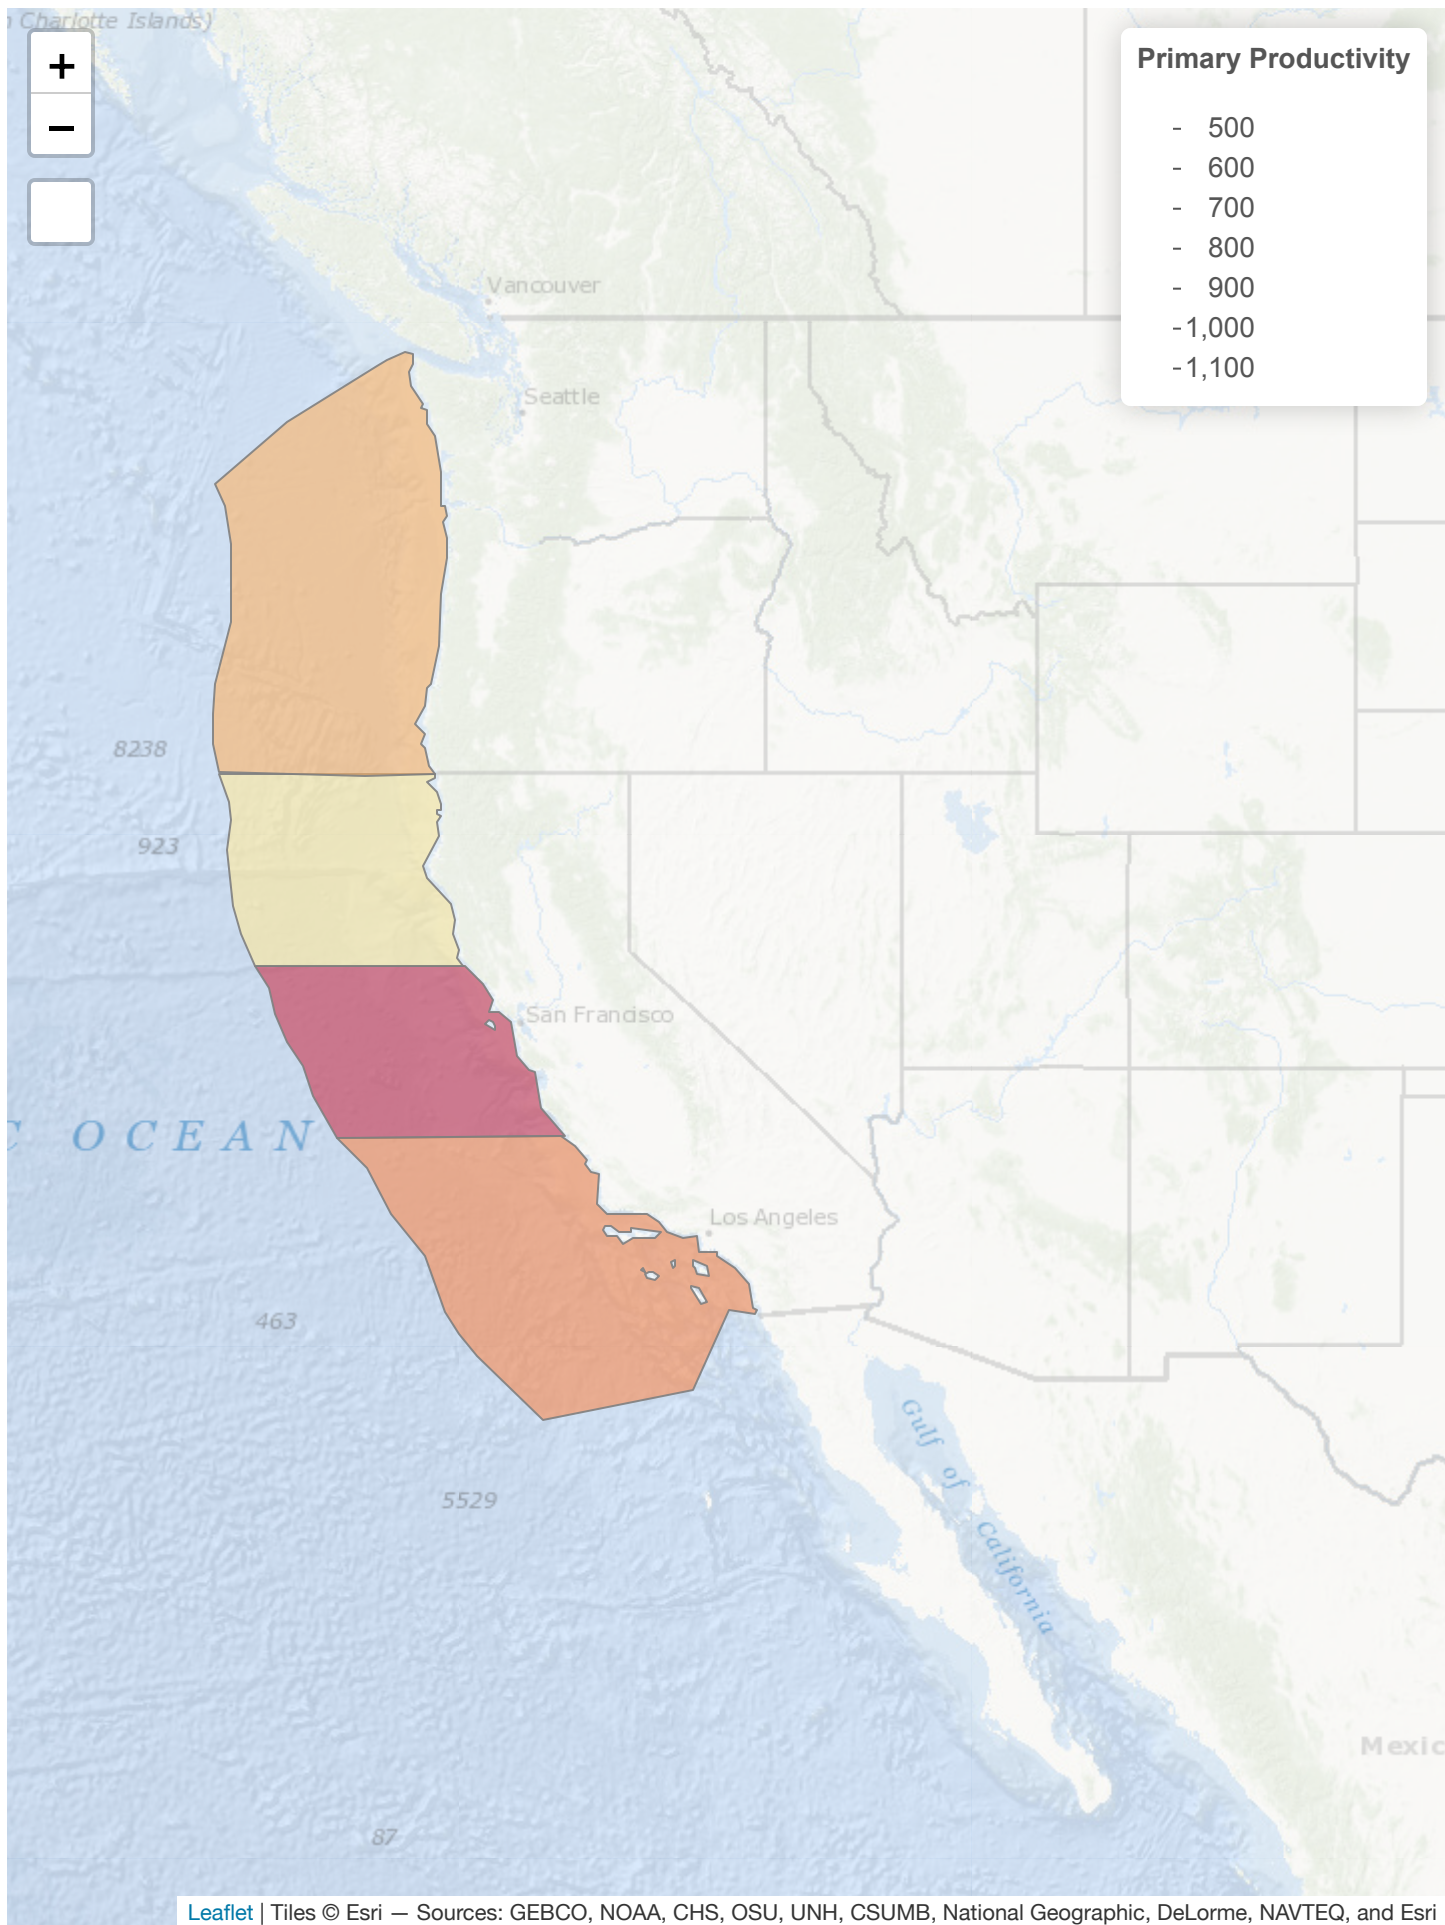 Charlotte Islands)
+
−
Primary Productivity
- 500
- 600
- 700
- 800
- 900
-1,000
-1,100
Vancouver
Seattle
8238
923
San Francisco
C OCEAN
Los Angeles
463
Gulf of California
5529
Mexic
87
Leaflet | Tiles © Esri — Sources: GEBCO, NOAA, CHS, OSU, UNH, CSUMB, National Geographic, DeLorme, NAVTEQ, and Esri